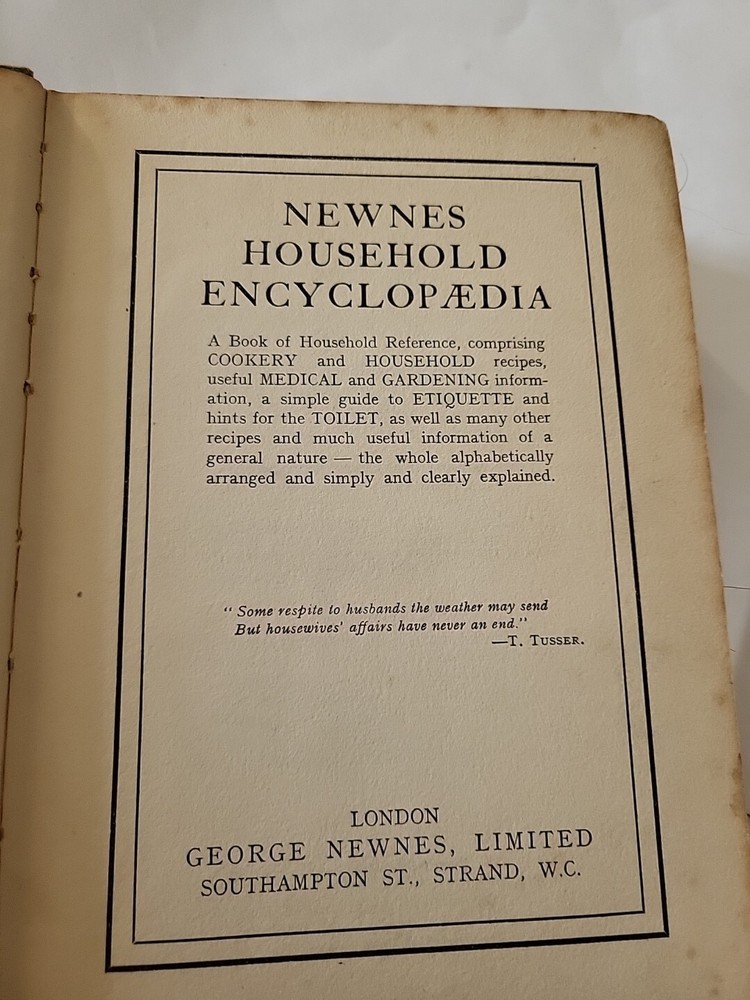 NEWNES
HOUSEHOLD
ENCYCLOPÆDIA
A Book of Household Reference, comprising
COOKERY and HOUSEHOLD recipes,
useful MEDICAL and GARDENING inform-
ation, a simple guide to ETIQUETTE and
hints for the TOILET, as well as many other
recipes and much useful information of a
general nature — the whole alphabetically
arranged and simply and clearly explained.
“ Some respite to husbands the weather may send
But housewives’ affairs have never an end.”
—T. TUSSER.
LONDON
GEORGE NEWNES, LIMITED
SOUTHAMPTON ST., STRAND, W.C.